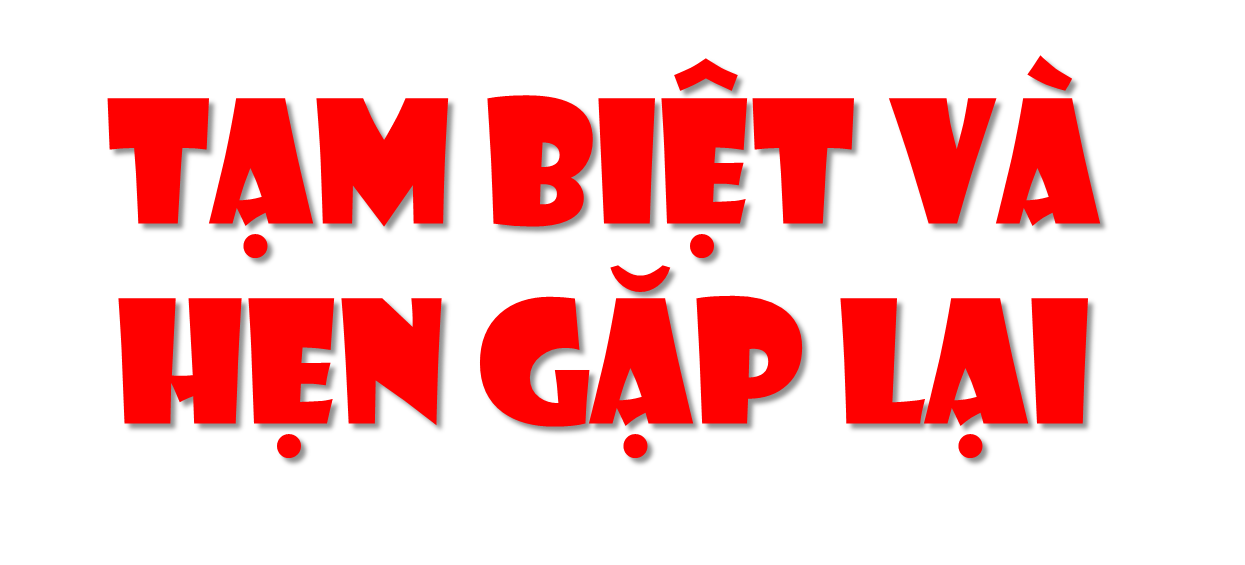 TẠM BIỆT VÀ
HẸN GẶP LẠI